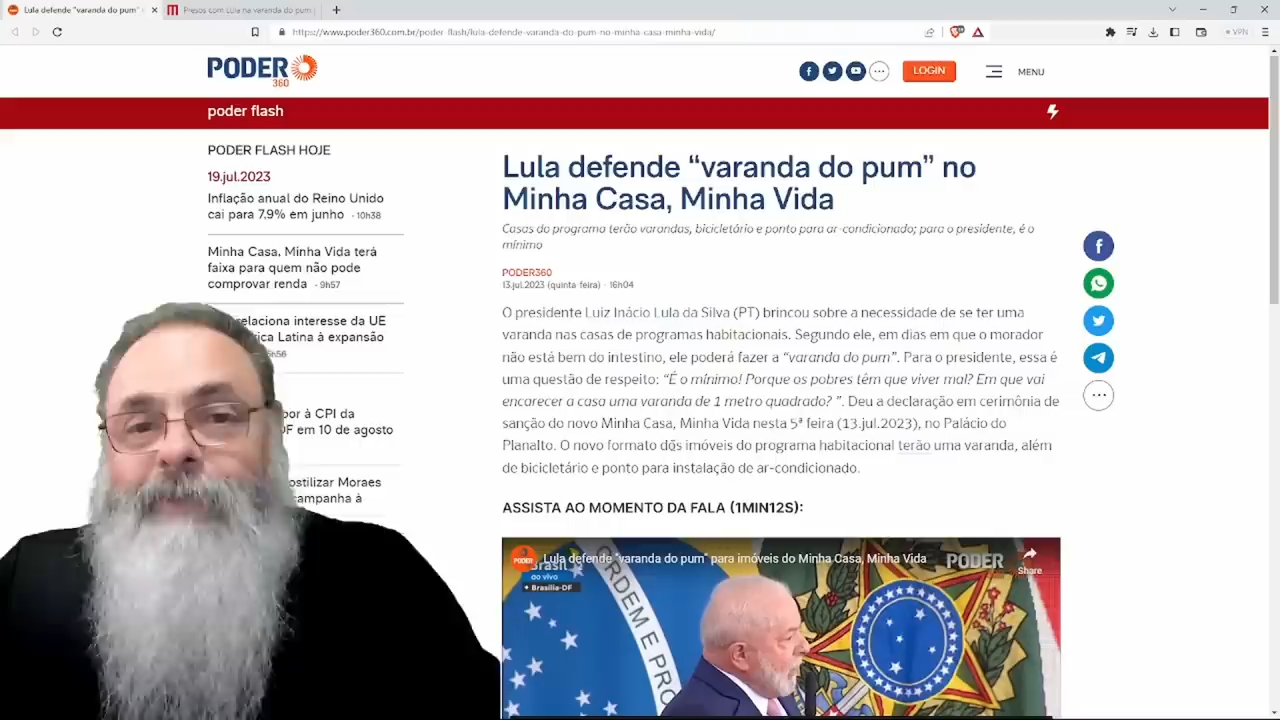 Lula defende "varanda do pum"
Presos com Lula na varanda do pum
https://www.poder360.com.br/poder-flash/lula-defende-varanda-do-pum-no-minha-casa-minha-vida/
VPN
PODER
360
LOGIN
MENU
poder flash
PODER FLASH HOJE
19.jul.2023
Inflação anual do Reino Unido
cai para 7,9% em junho - 10h38
Minha Casa, Minha Vida terá
faixa para quem não pode
comprovar renda - 9h57
relaciona interesse da UE
rica Latina à expansão
por à CPI da
DF em 10 de agosto
ostilizar Moraes
campanha à
Lula defende “varanda do pum” no
Minha Casa, Minha Vida
Casas do programa terão varandas, bicicletário e ponto para ar-condicionado; para o presidente, é o
mínimo
PODER360
13.jul.2023 (quinta-feira) - 16h04
O presidente Luiz Inácio Lula da Silva (PT) brincou sobre a necessidade de se ter uma
varanda nas casas de programas habitacionais. Segundo ele, em dias em que o morador
não está bem do intestino, ele poderá fazer a “varanda do pum”. Para o presidente, essa é
uma questão de respeito: “É o mínimo! Porque os pobres têm que viver mal? Em que vai
encarecer a casa uma varanda de 1 metro quadrado? ”. Deu a declaração em cerimônia de
sanção do novo Minha Casa, Minha Vida nesta 5ª feira (13.jul.2023), no Palácio do
Planalto. O novo formato dos imóveis do programa habitacional terão uma varanda, além
de bicicletário e ponto para instalação de ar-condicionado.
ASSISTA AO MOMENTO DA FALA (1MIN12S):
Lula defende "varanda do pum" para imóveis do Minha Casa, Minha Vida
PODER
Share
Brasil
ao vivo
Brasília-DF
RDEM E PRO